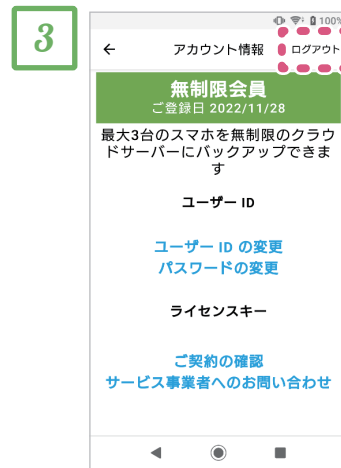 3
100%
アカウント情報
ログアウト
無制限会員
ご登録日 2022/11/28
最大3台のスマホを無制限のクラウ
ドサーバーにバックアップできま
す
ユーザー ID
ユーザー ID の変更
パスワードの変更
ライセンスキー
ご契約の確認
サービス事業者へのお問い合わせ